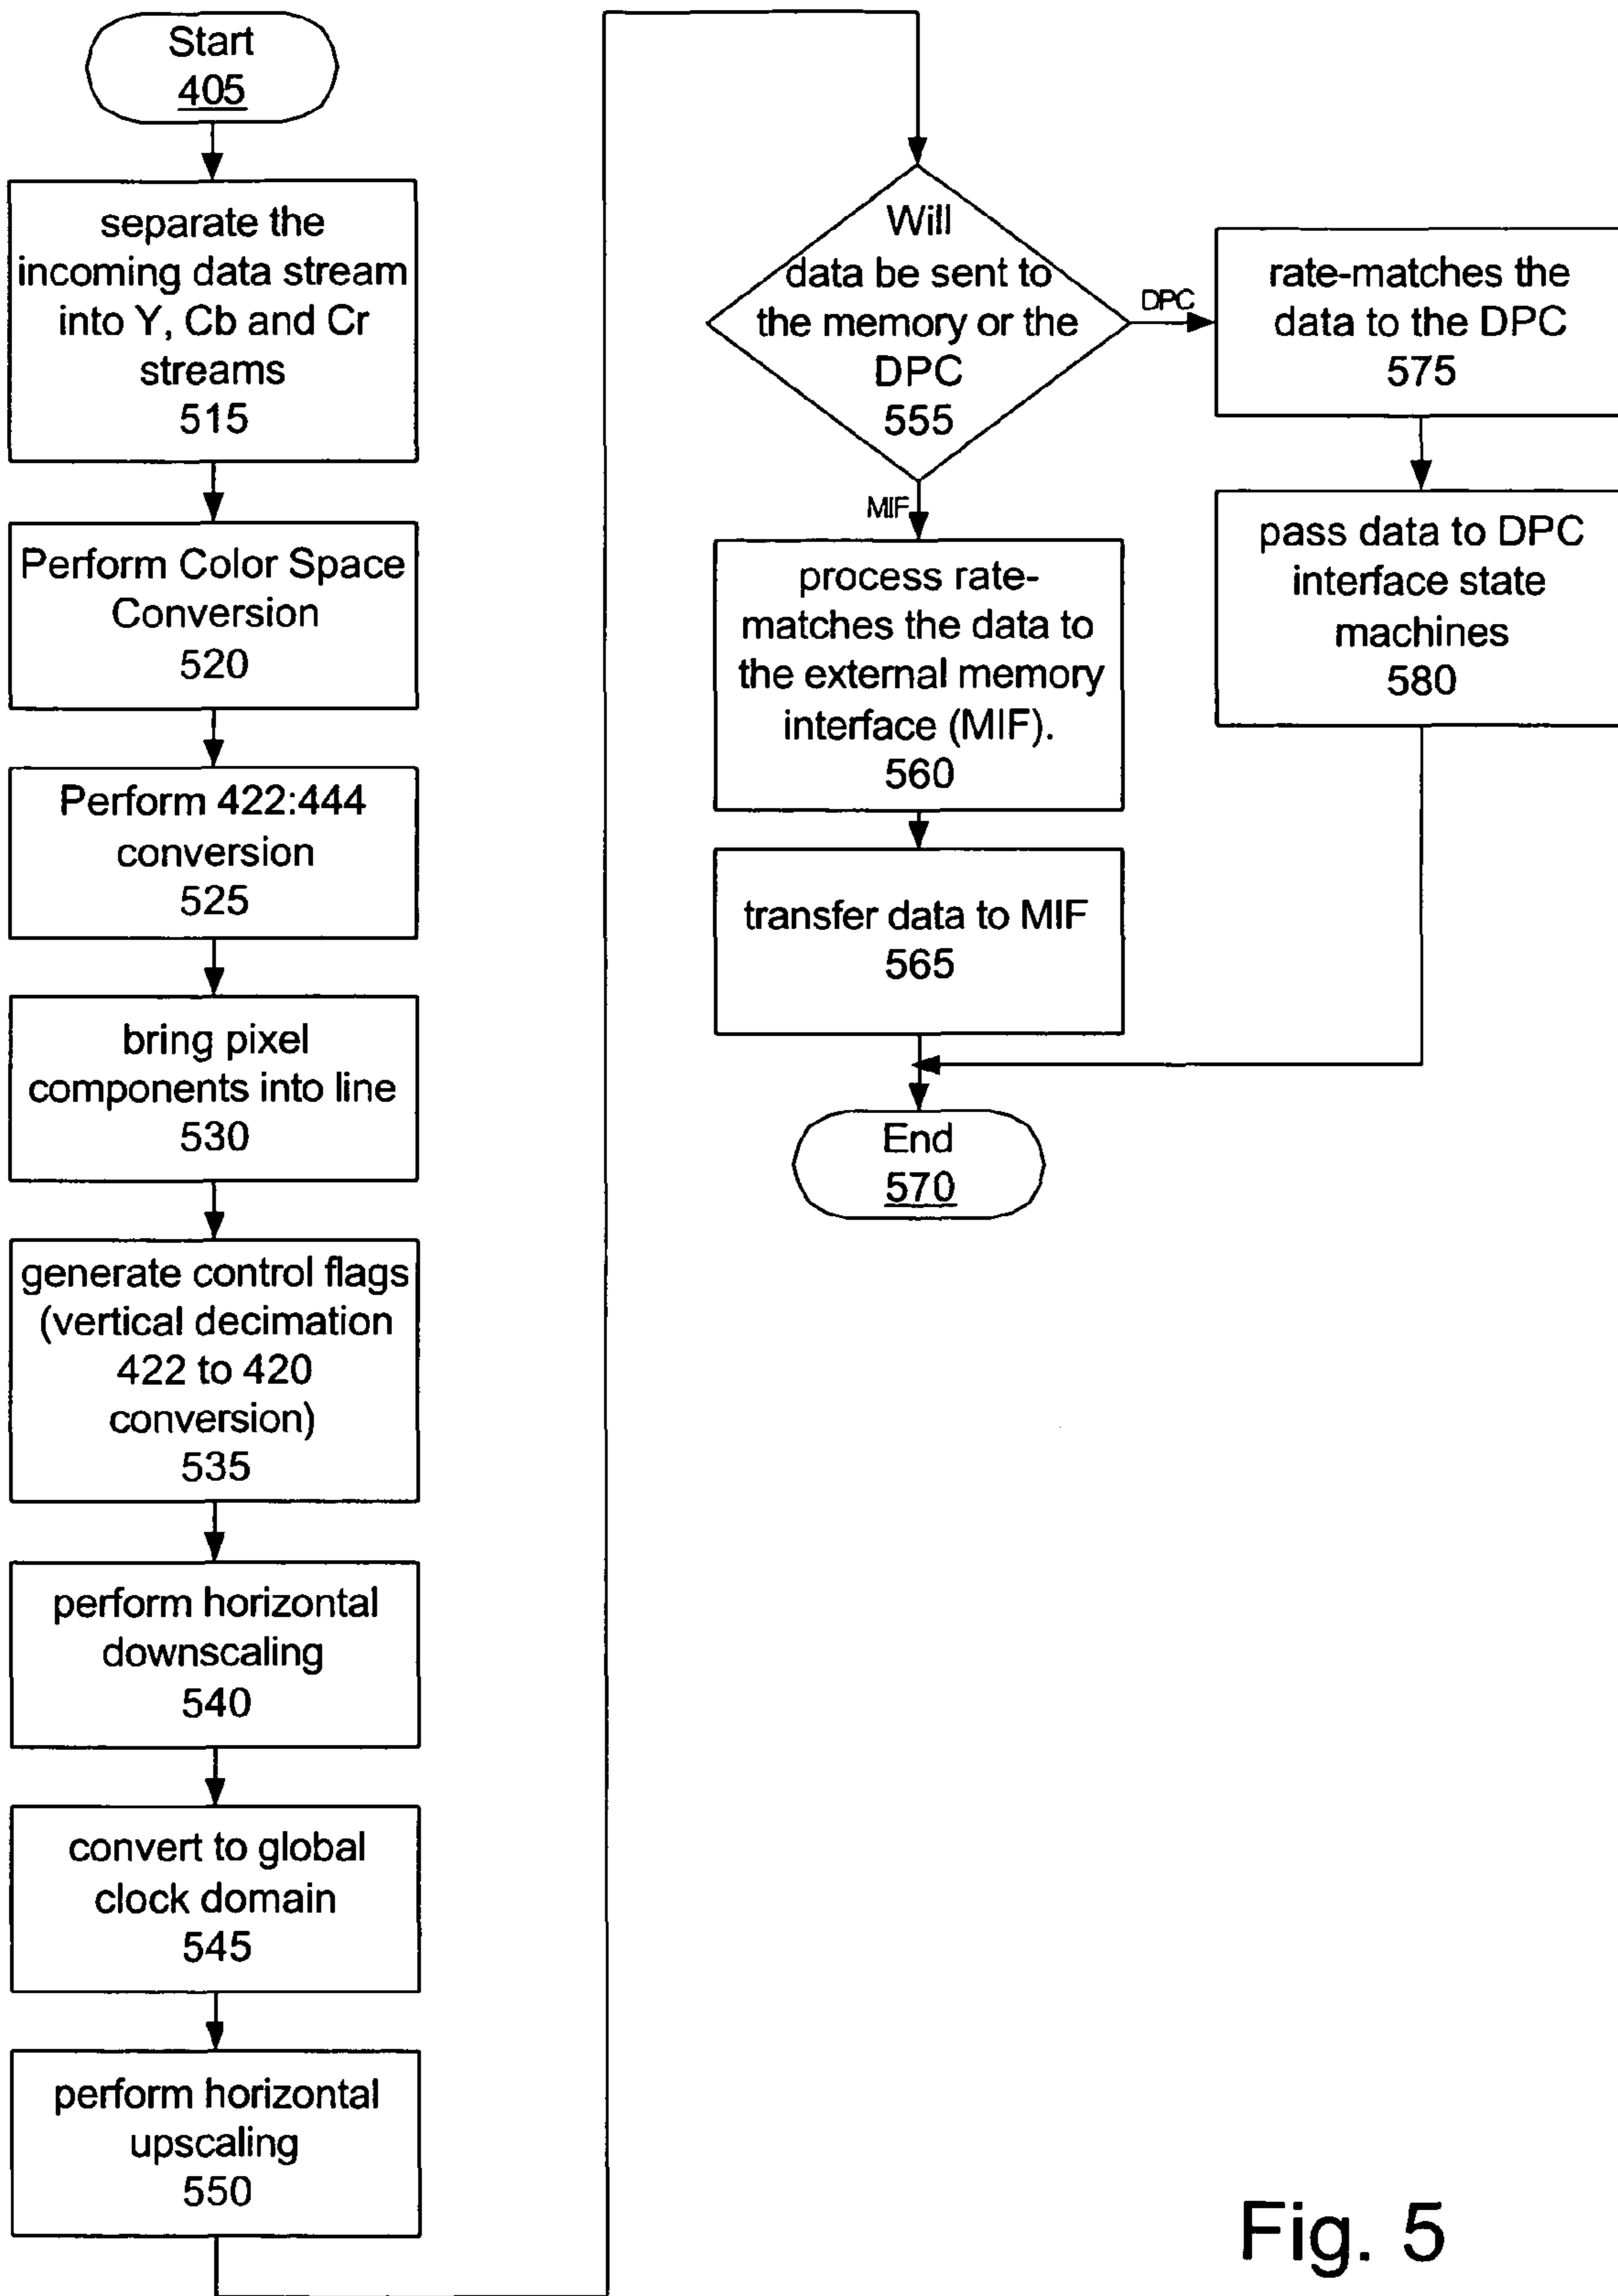 Start
405
separate the
incoming data stream
into Y, Cb and Cr
streams
515
Perform Color Space
Conversion
520
Perform 422:444
conversion
525
bring pixel
components into line
530
generate control flags
(vertical decimation
422 to 420
conversion)
535
perform horizontal
downscaling
540
convert to global
clock domain
545
perform horizontal
upscaling
550
Will
data be sent to
the memory or the
DPC
555
DPC
MIF
process rate-
matches the data to
the external memory
interface (MIF).
560
transfer data to MIF
565
End
570
rate-matches the
data to the DPC
575
pass data to DPC
interface state
machines
580
Fig. 5